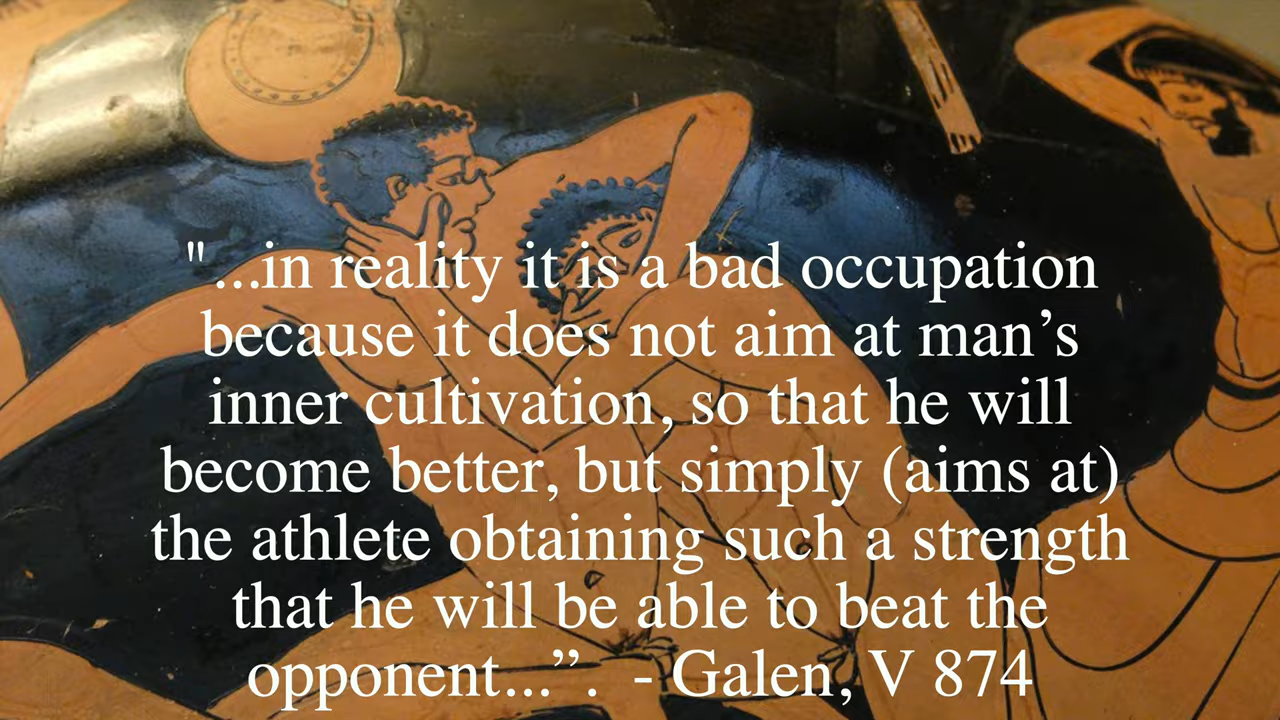 "...in reality it is a bad occupation
because it does not aim at man’s
inner cultivation, so that he will
become better, but simply (aims at)
the athlete obtaining such a strength
that he will be able to beat the
opponent...”.  - Galen, V 874